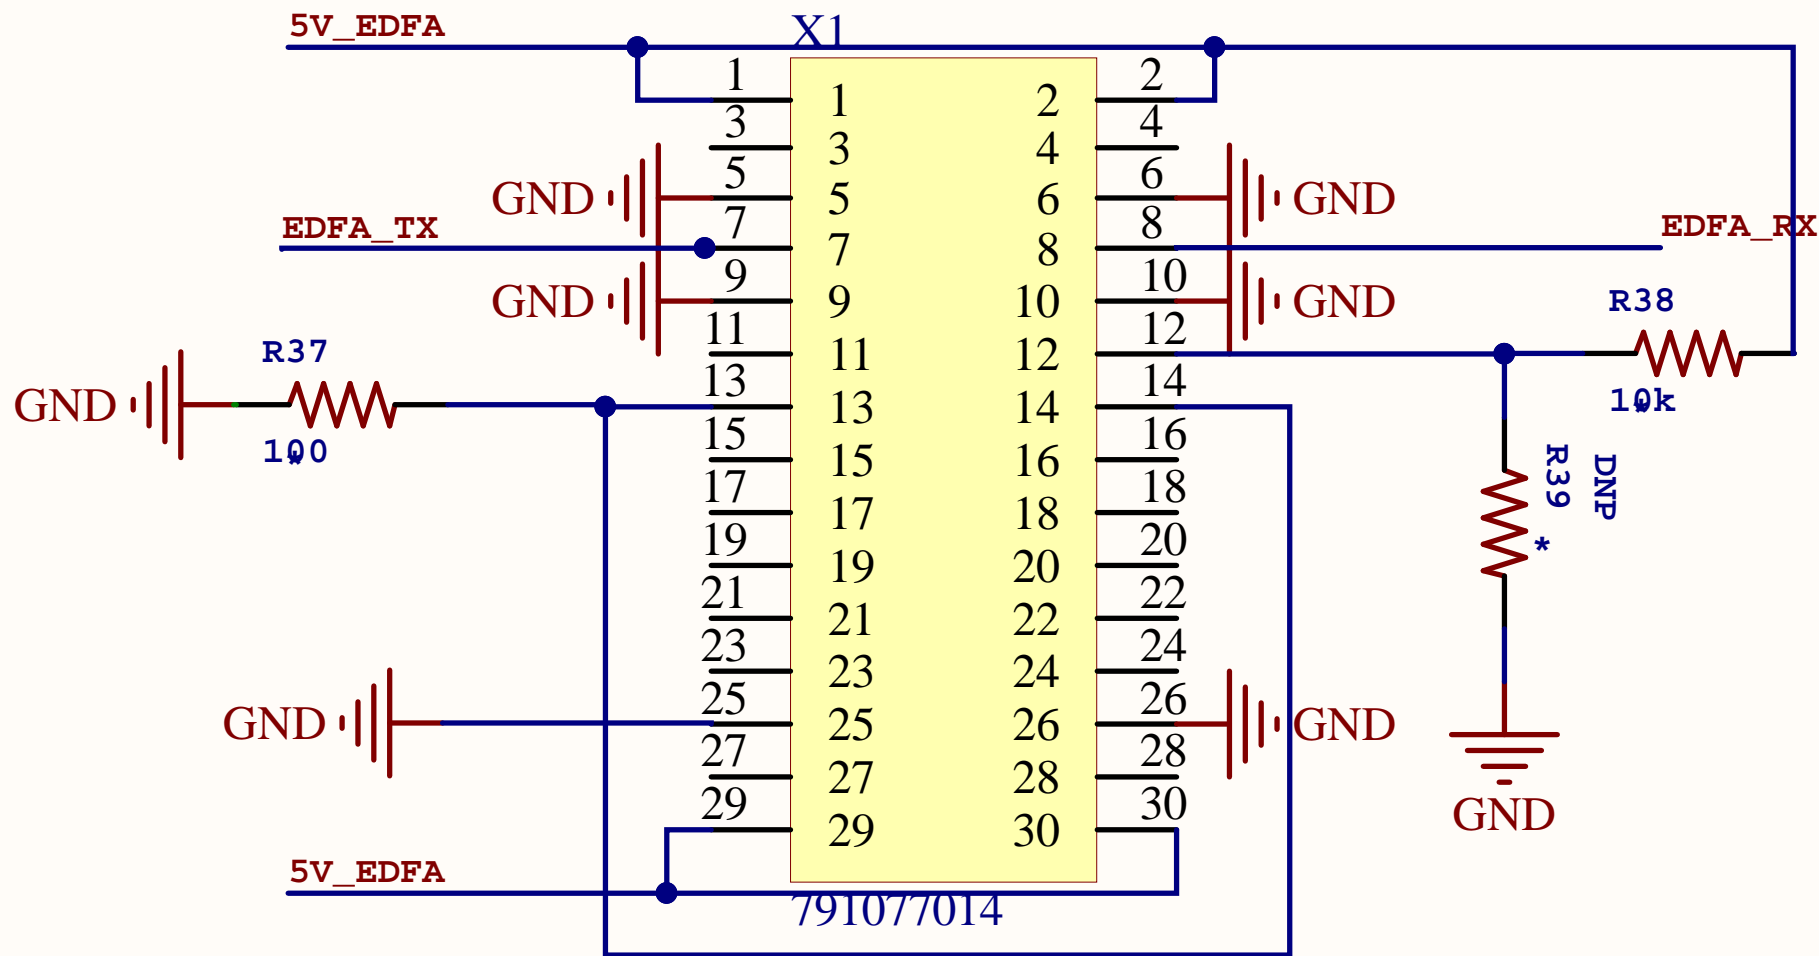 5V_EDFA
X1
1 1 2 2
3 3 4 4
GND 5 5 6 6 GND
EDFA_TX 7 7 8 8 EDFA_RX
GND 9 9 10 10 GND
R38
11 11 12 12
R37
10k
GND 13 13 14 14
100
15 15 16 16
R39 DNP
17 17 18 18
19 19 20 20
*
21 21 22 22
23 23 24 24
GND 25 25 26 26 GND
27 27 28 28
29 29 30 30
GND
5V_EDFA
791077014